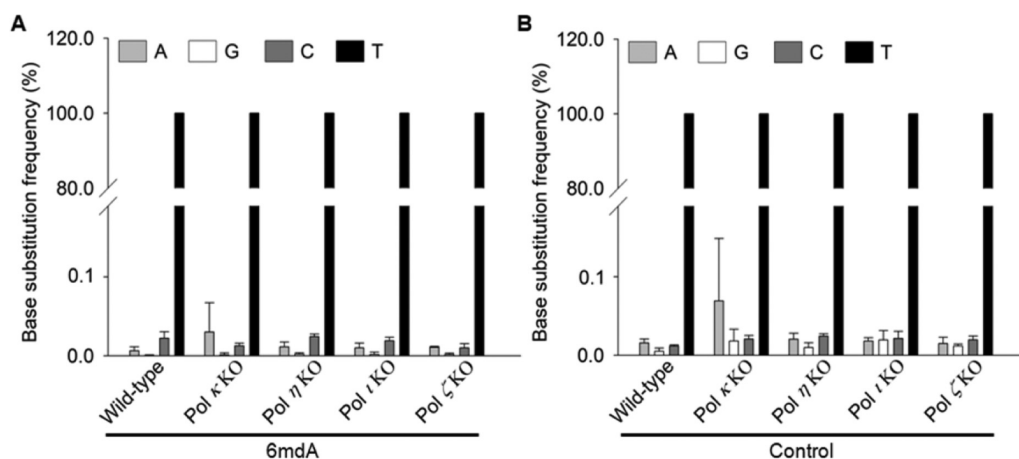 A
Base substitution frequency (%)
120.0
100.0
80.0
0.1
0.0
A G C T
Wild-type
Pol κ KO
Pol η KO
Pol ι KO
Pol ζ KO
6mdA
B
Base substitution frequency (%)
120.0
100.0
80.0
0.1
0.0
A G C T
Wild-type
Pol κ KO
Pol η KO
Pol ι KO
Pol ζ KO
Control